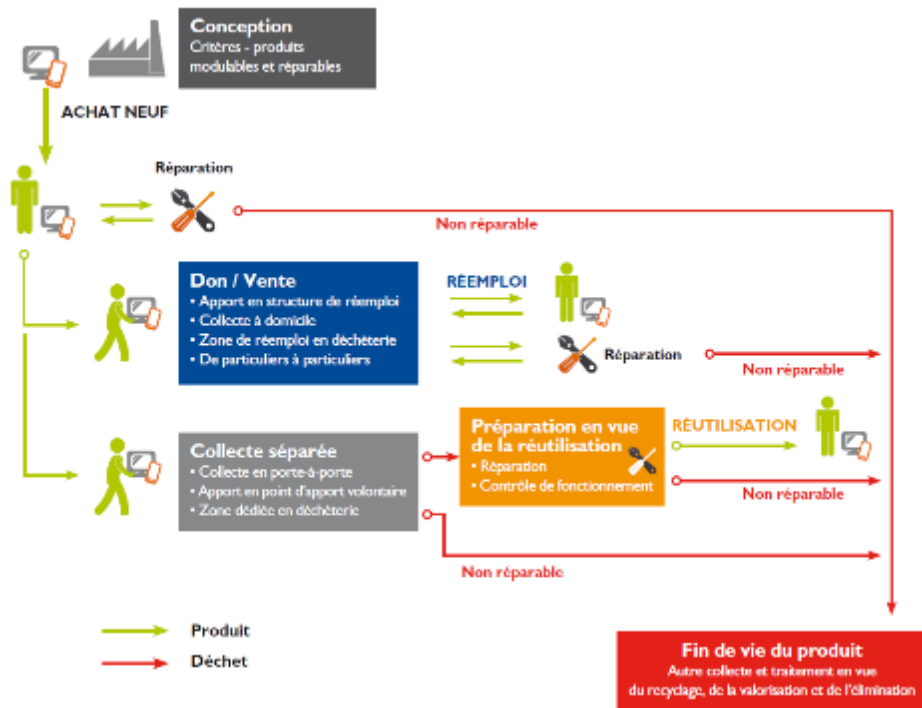 Conception
Critères - produits
modulables et réparables
ACHAT NEUF
Réparation
Non réparable
Don / Vente
• Apport en structure de réemploi
• Collecte à domicile
• Zone de réemploi en déchèterie
• De particuliers à particuliers
RÉEMPLOI
Réparation
Non réparable
Collecte séparée
• Collecte en porte-à-porte
• Apport en point d'apport volontaire
• Zone dédiée en déchèterie
Préparation en vue
de la réutilisation
• Réparation
• Contrôle de fonctionnement
RÉUTILISATION
Non réparable
Non réparable
Produit
Déchet
Fin de vie du produit
Autre collecte et traitement en vue
du recyclage, de la valorisation et de l'élimination